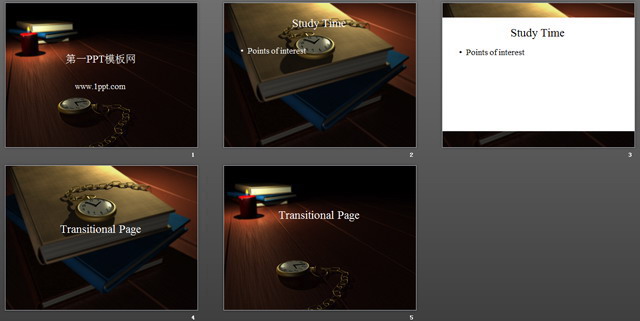 第一PPT模板网
www.1ppt.com
1
Study Time
• Points of interest
2
Study Time
• Points of interest
3
Transitional Page
4
Transitional Page
5